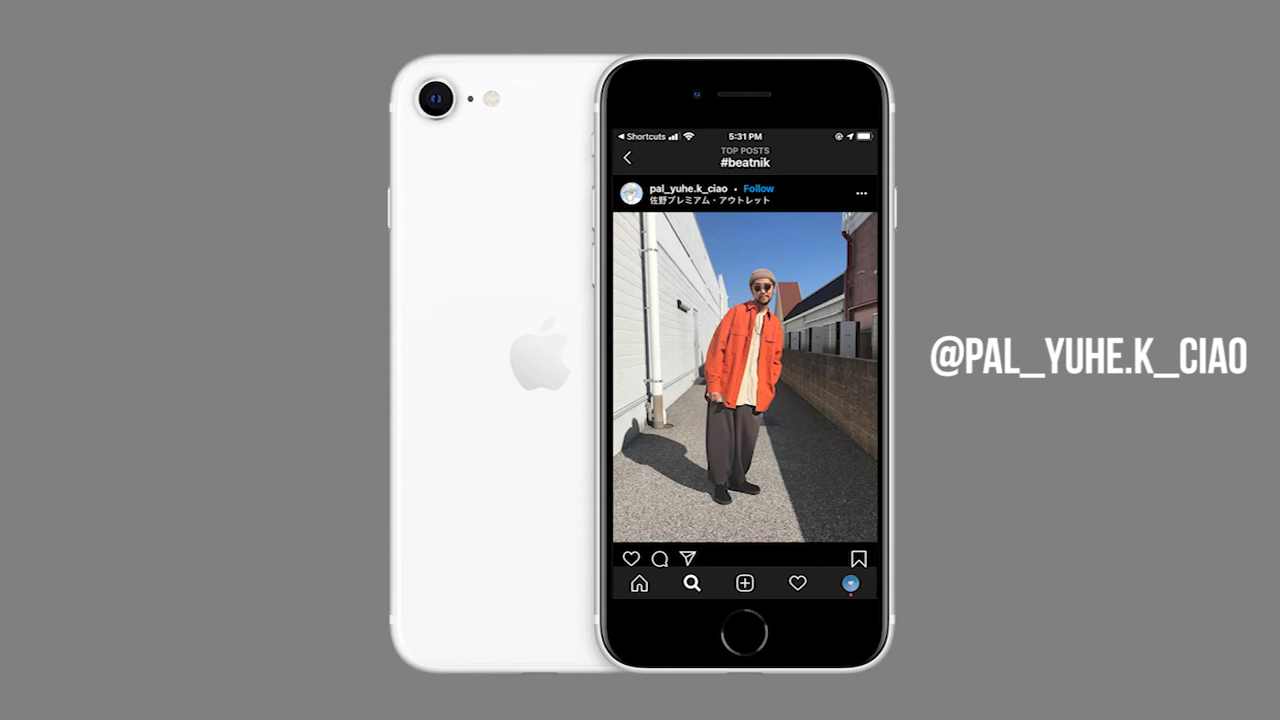 ◀ Shortcuts
5:31 PM
TOP POSTS
#beatnik
pal_yuhe.k_ciao • Follow
佐野プレミアム・アウトレット
@PAL_YUHE.K_CIAO